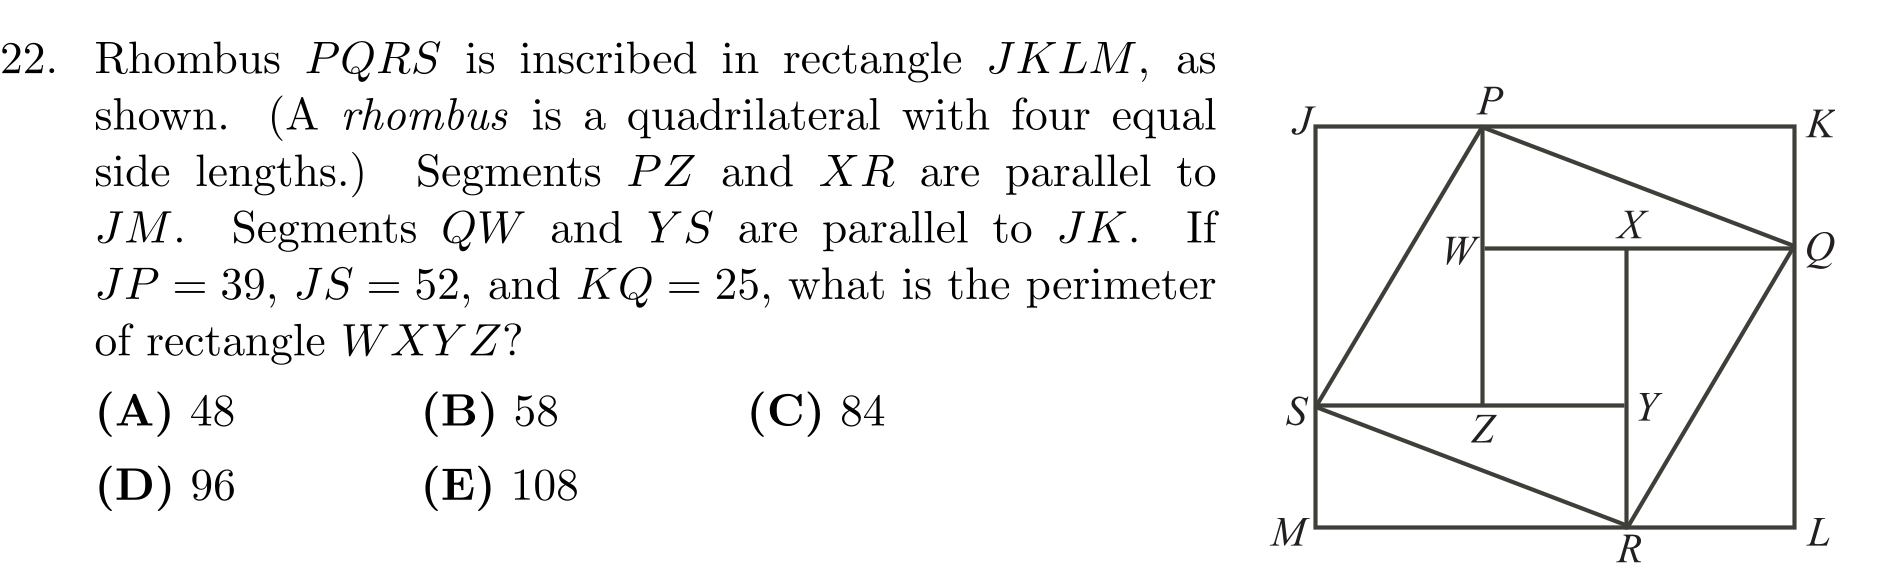 22. Rhombus PQRS is inscribed in rectangle JKLM, as
shown. (A rhombus is a quadrilateral with four equal
side lengths.) Segments PZ and XR are parallel to
JM. Segments QW and YS are parallel to JK. If
JP = 39, JS = 52, and KQ = 25, what is the perimeter
of rectangle WXYZ?
(A) 48 (B) 58 (C) 84
(D) 96 (E) 108
P
J K
X
W Q
S Y
Z
M L
R